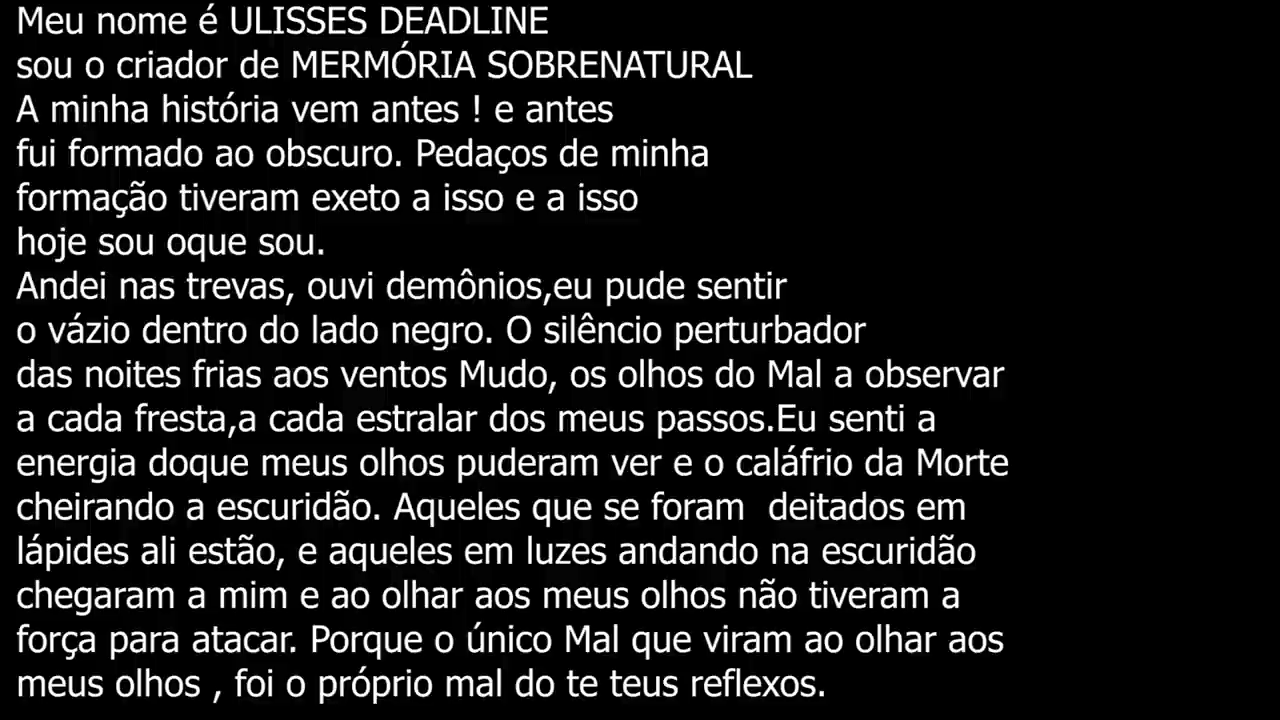 Meu nome é ULISSES DEADLINE
sou o criador de MERMÓRIA SOBRENATURAL
A minha história vem antes ! e antes
fui formado ao obscuro. Pedaços de minha
formação tiveram exeto a isso e a isso
hoje sou oque sou.
Andei nas trevas, ouvi demônios,eu pude sentir
o vázio dentro do lado negro. O silêncio perturbador
das noites frias aos ventos Mudo, os olhos do Mal a observar
a cada fresta,a cada estralar dos meus passos.Eu senti a
energia doque meus olhos puderam ver e o caláfrio da Morte
cheirando a escuridão. Aqueles que se foram  deitados em
lápides ali estão, e aqueles em luzes andando na escuridão
chegaram a mim e ao olhar aos meus olhos não tiveram a
força para atacar. Porque o único Mal que viram ao olhar aos
meus olhos , foi o próprio mal do te teus reflexos.